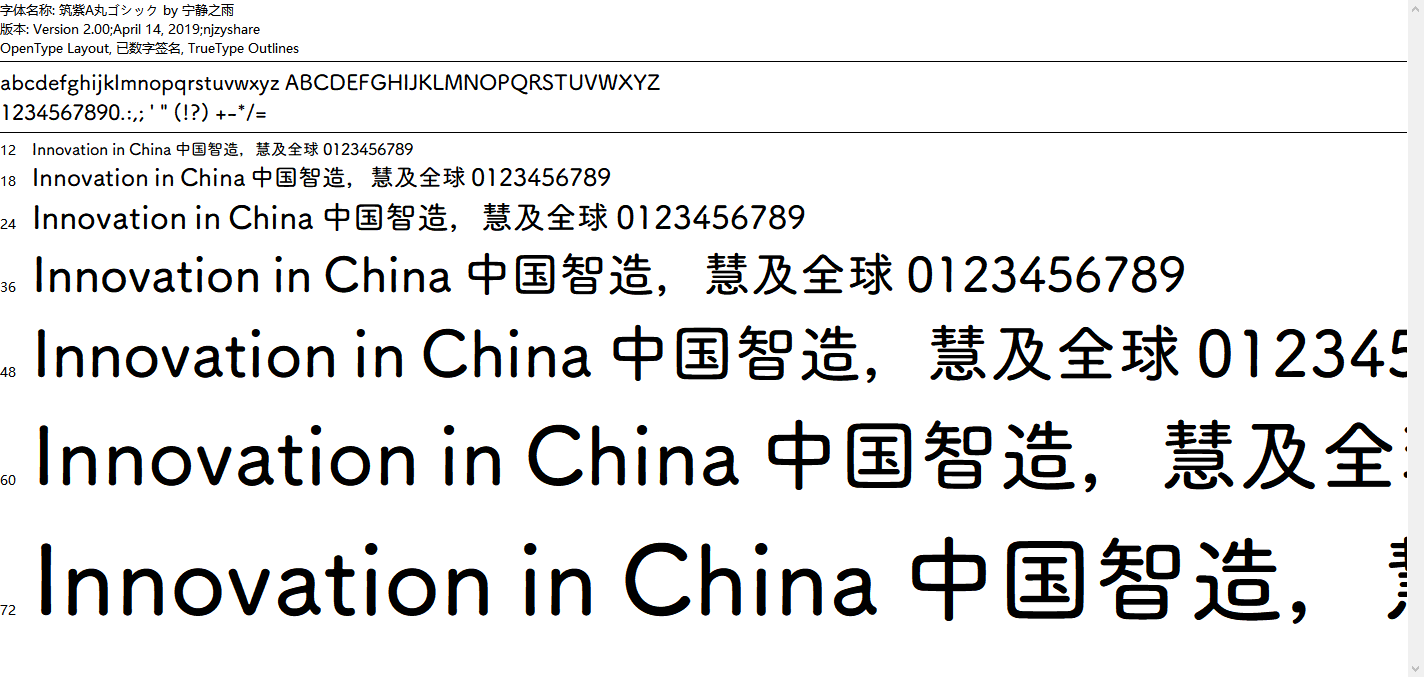 字体名称: 筑紫A丸ゴシック by 宁静之雨
版本: Version 2.00;April 14, 2019;njzyshare
OpenType Layout, 已数字签名, TrueType Outlines
abcdefghijklmnopqrstuvwxyz ABCDEFGHIJKLMNOPQRSTUVWXYZ
1234567890.:,; ' " (!?) +-*/=
12 Innovation in China 中国智造，慧及全球 0123456789
18 Innovation in China 中国智造，慧及全球 0123456789
24 Innovation in China 中国智造，慧及全球 0123456789
36 Innovation in China 中国智造，慧及全球 0123456789
48 Innovation in China 中国智造，慧及全球 012345
60 Innovation in China 中国智造，慧及全
72 Innovation in China 中国智造，